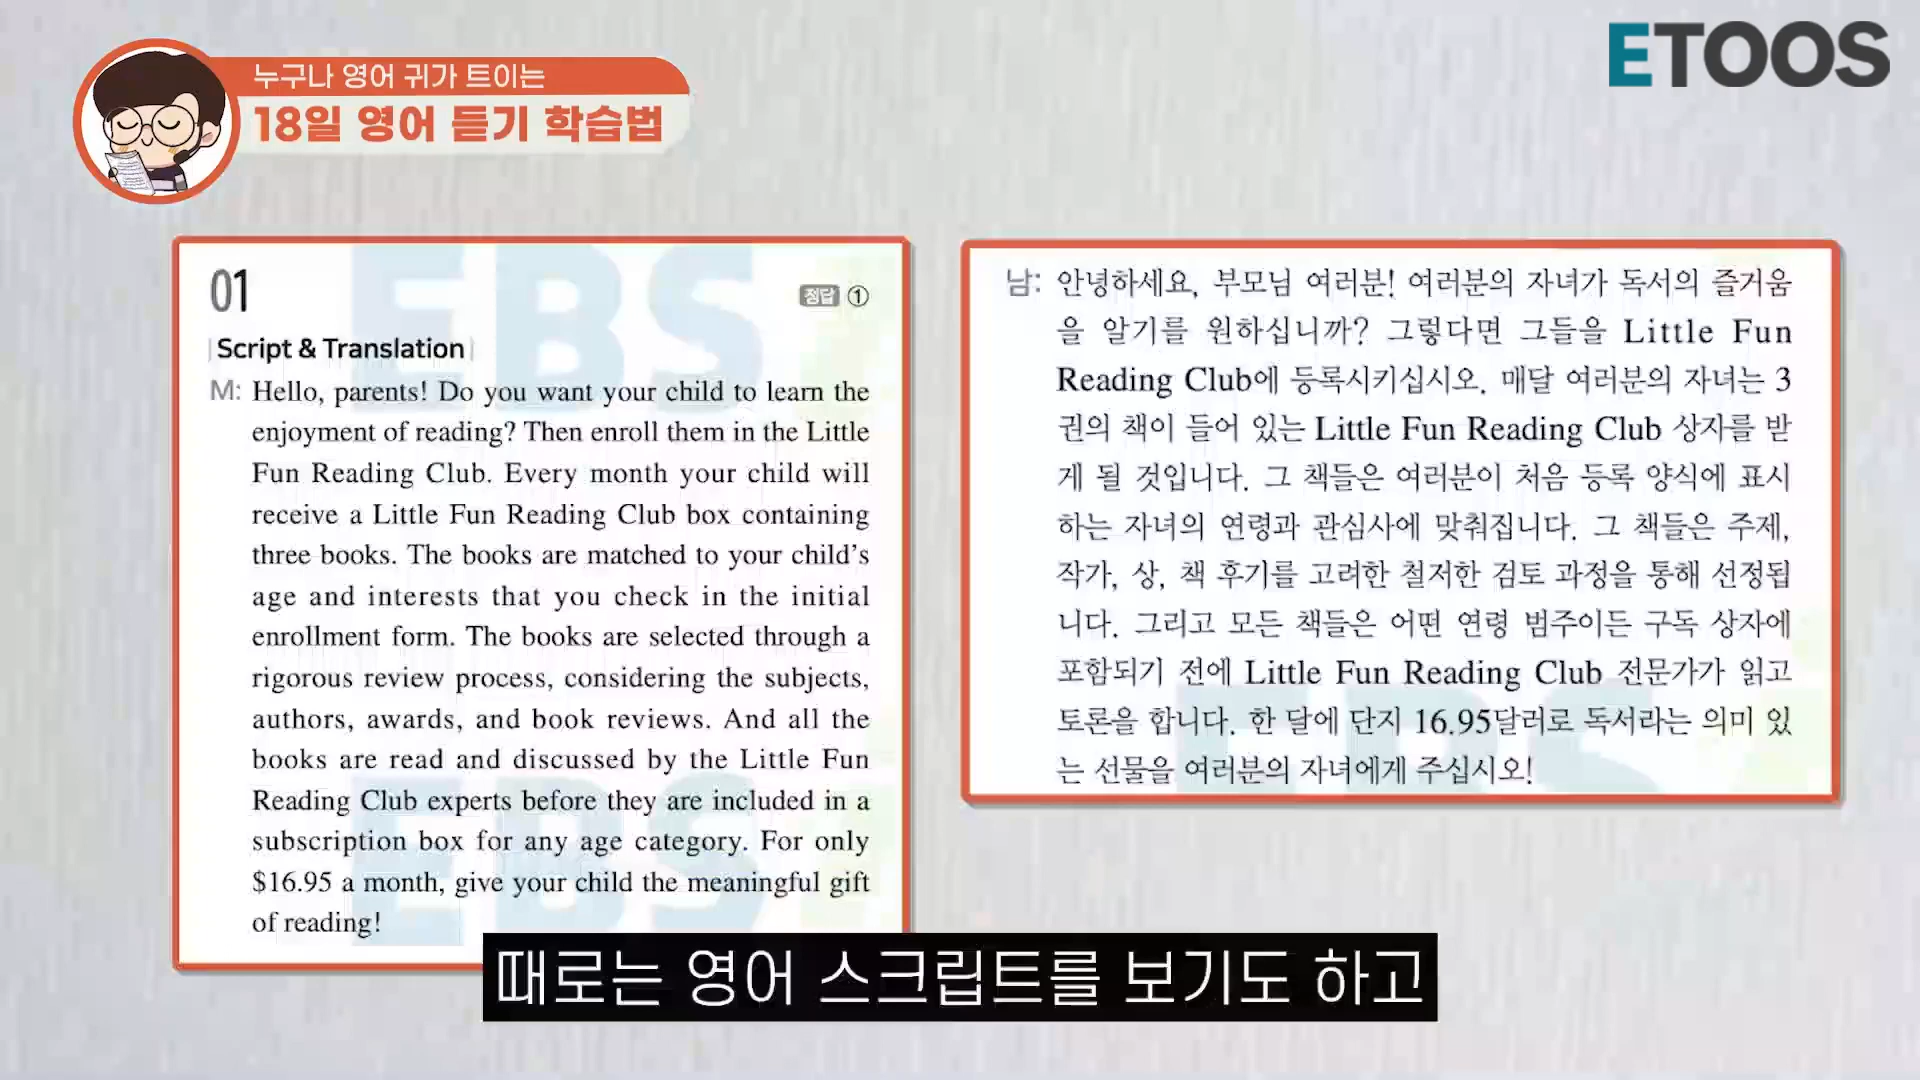 누구나 영어 귀가 트이는
18일 영어 듣기 학습법
ETOOS
01
정답 ①
Script & Translation
M: Hello, parents! Do you want your child to learn the
enjoyment of reading? Then enroll them in the Little
Fun Reading Club. Every month your child will
receive a Little Fun Reading Club box containing
three books. The books are matched to your child's
age and interests that you check in the initial
enrollment form. The books are selected through a
rigorous review process, considering the subjects,
authors, awards, and book reviews. And all the
books are read and discussed by the Little Fun
Reading Club experts before they are included in a
subscription box for any age category. For only
$16.95 a month, give your child the meaningful gift
of reading!
남: 안녕하세요, 부모님 여러분! 여러분의 자녀가 독서의 즐거움
을 알기를 원하십니까? 그렇다면 그들을 Little Fun
Reading Club에 등록시키십시오. 매달 여러분의 자녀는 3
권의 책이 들어 있는 Little Fun Reading Club 상자를 받
게 될 것입니다. 그 책들은 여러분이 처음 등록 양식에 표시
하는 자녀의 연령과 관심사에 맞춰집니다. 그 책들은 주제,
작가, 상, 책 후기를 고려한 철저한 검토 과정을 통해 선정됩
니다. 그리고 모든 책들은 어떤 연령 범주이든 구독 상자에
포함되기 전에 Little Fun Reading Club 전문가가 읽고
토론을 합니다. 한 달에 단지 16.95달러로 독서라는 의미 있
는 선물을 여러분의 자녀에게 주십시오!
EBS
EBS
EBS
때로는 영어 스크립트를 보기도 하고